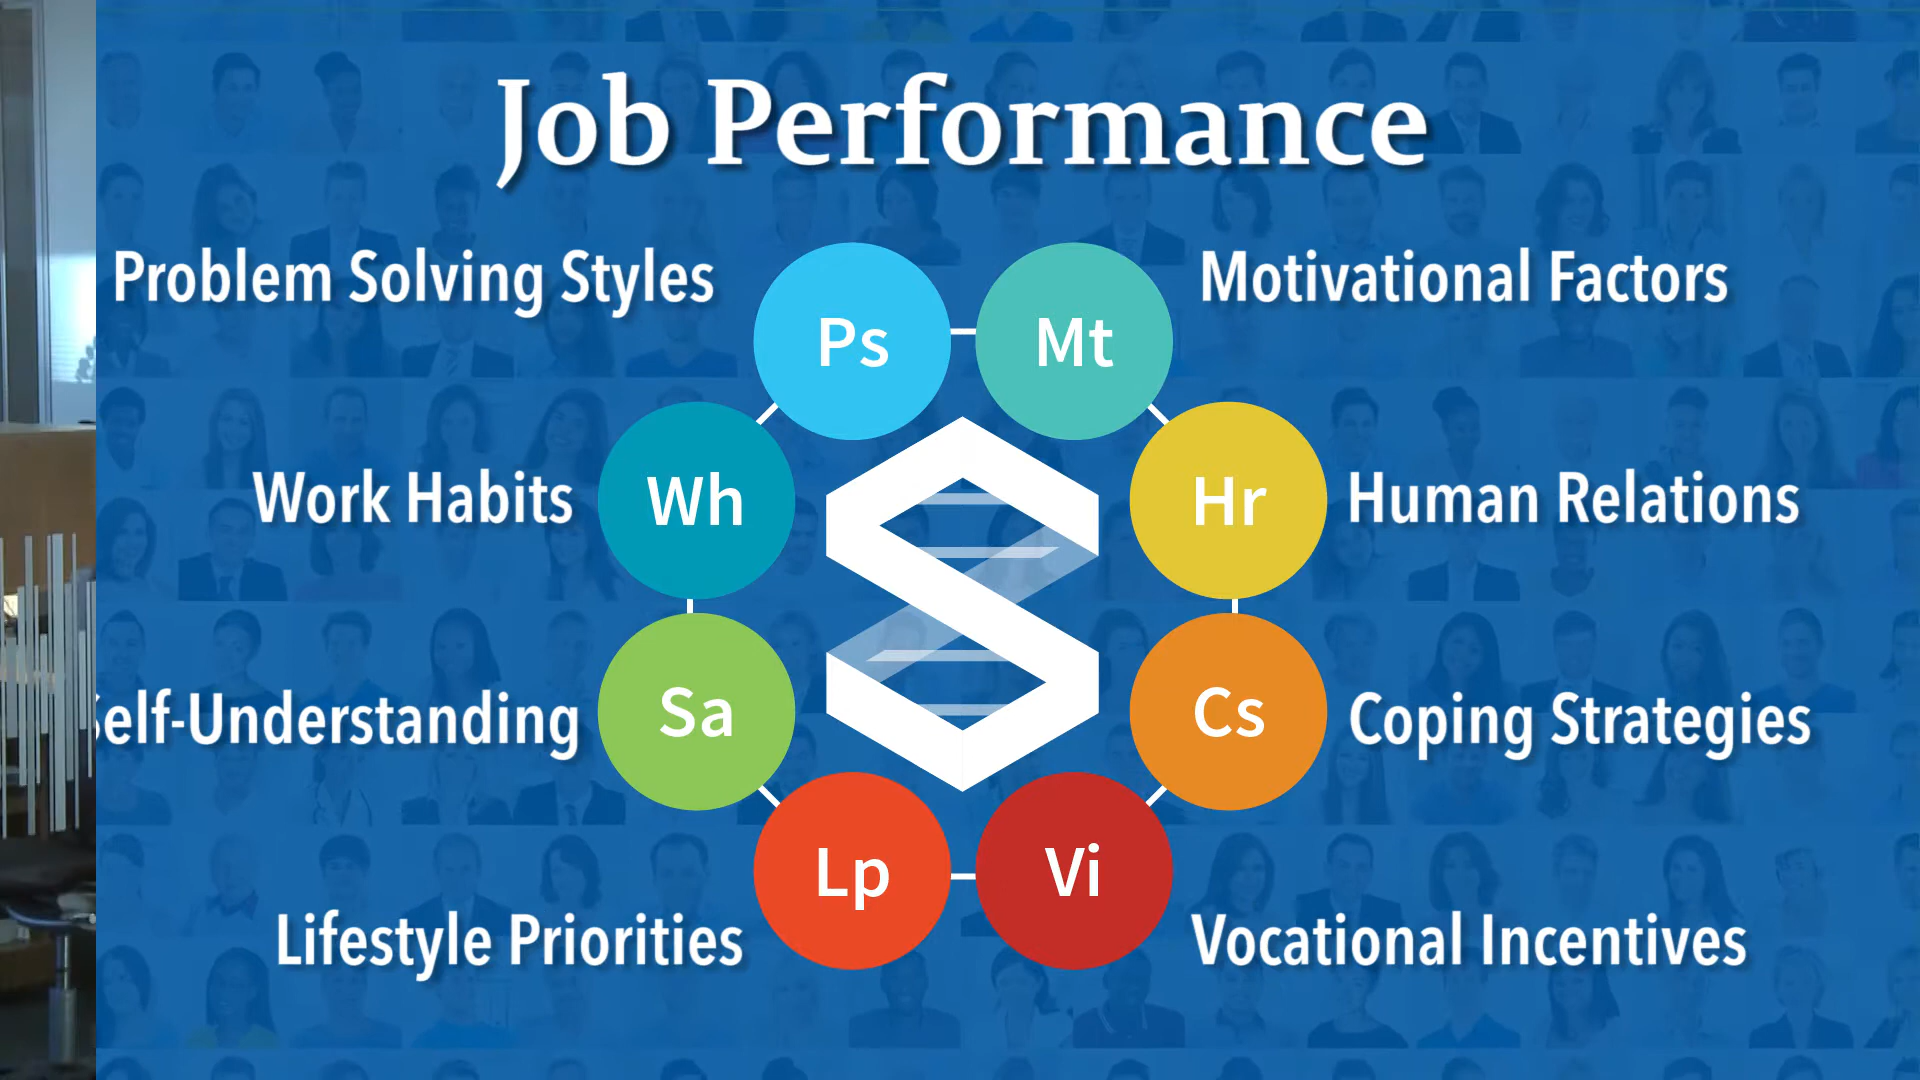 Job Performance
Problem Solving Styles
Ps
Mt
Motivational Factors
Work Habits
Wh
Hr
Human Relations
Self-Understanding
Sa
Cs
Coping Strategies
Lp
Vi
Lifestyle Priorities
Vocational Incentives